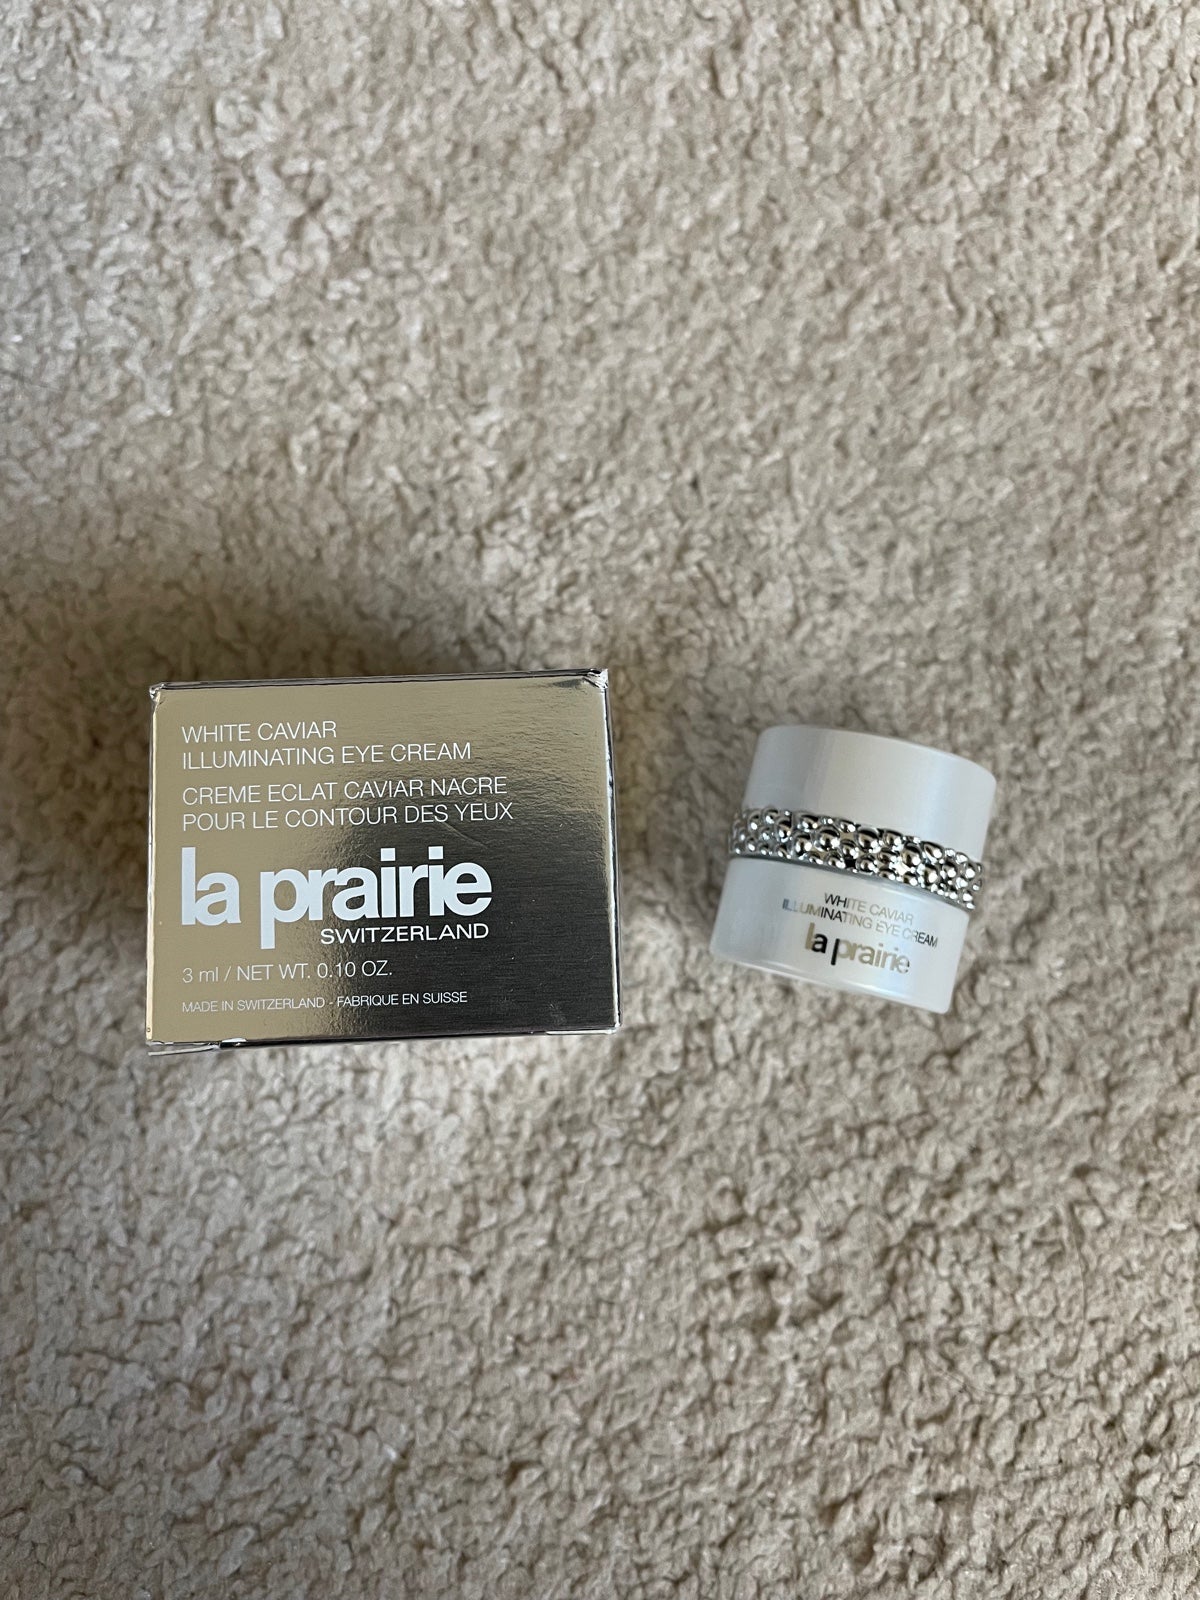 WHITE CAVIAR
ILLUMINATING EYE CREAM
CREME ECLAT CAVIAR NACRE
POUR LE CONTOUR DES YEUX
la prairie
SWITZERLAND
3 ml / NET WT. 0.10 OZ.
MADE IN SWITZERLAND - FABRIQUE EN SUISSE
WHITE CAVIAR
ILLUMINATING EYE CREAM
la prairie